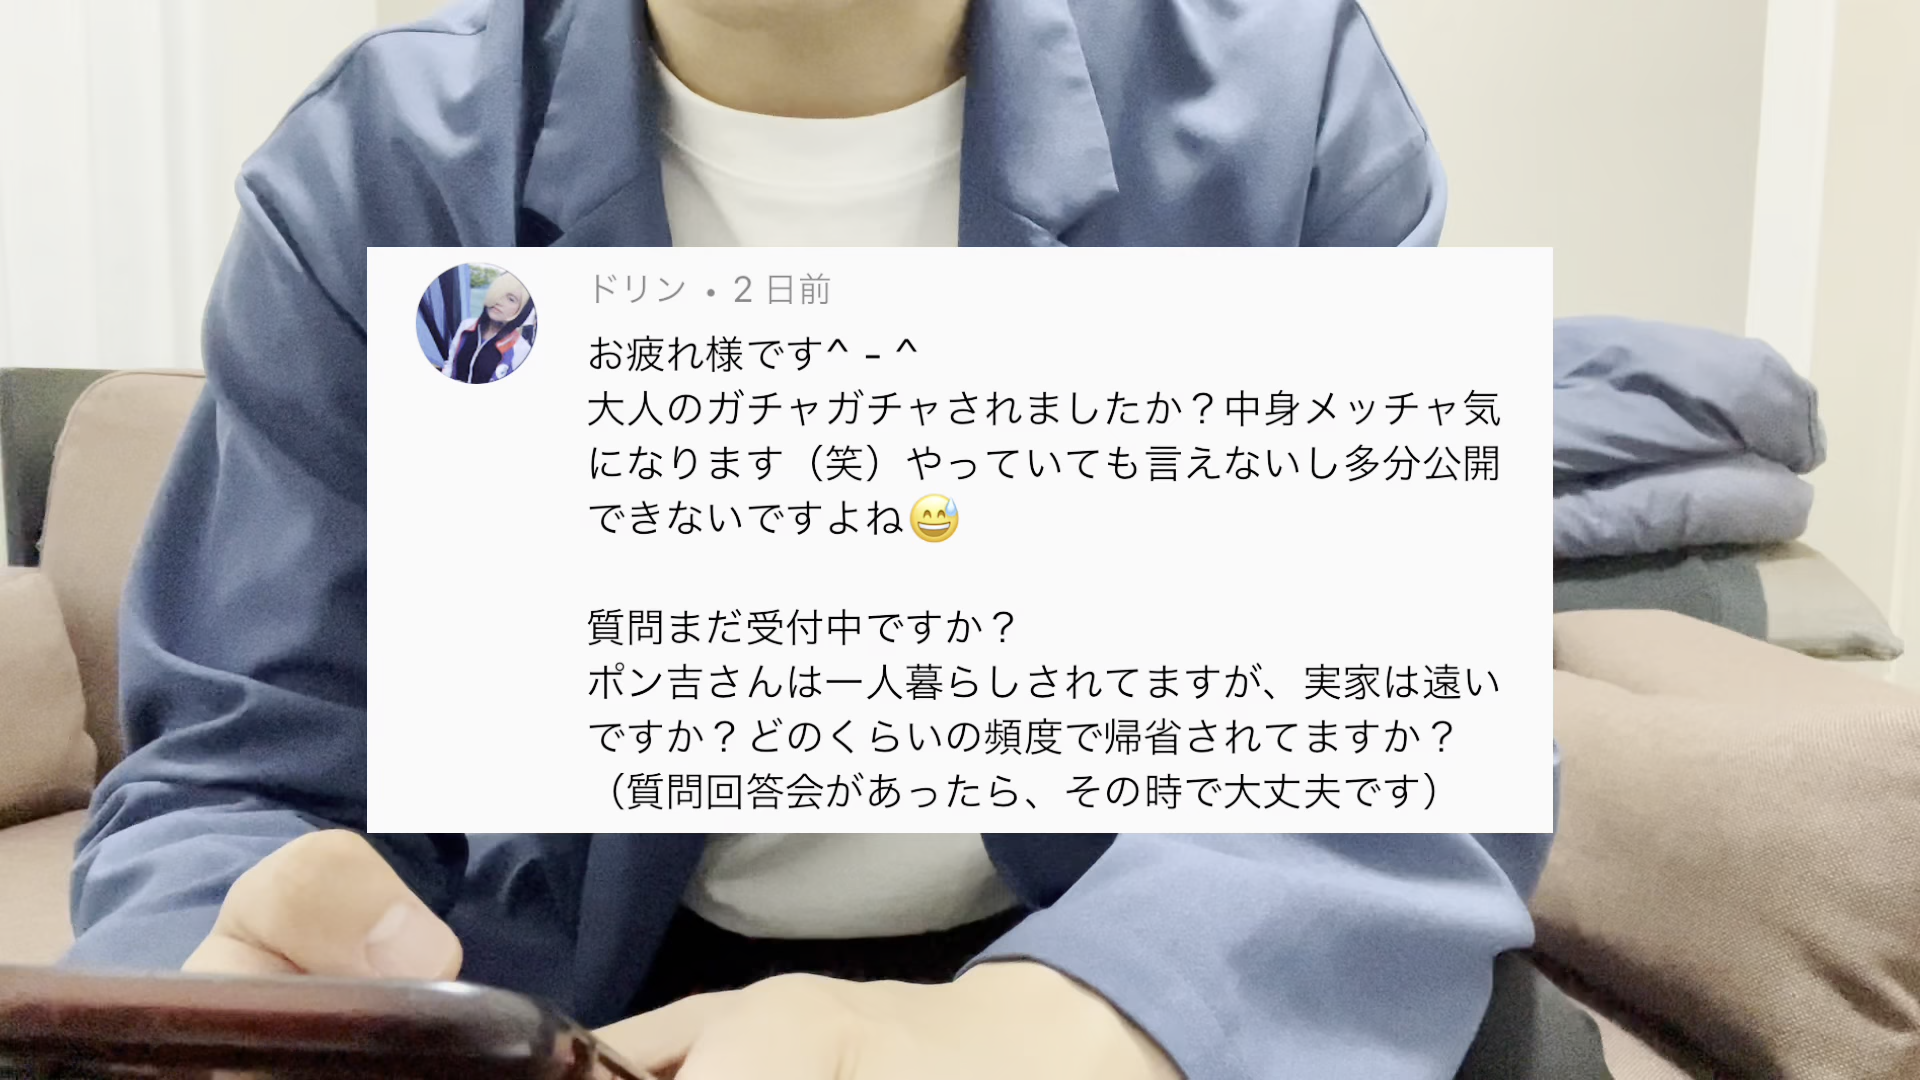 ドリン • 2 日前
お疲れ様です^ - ^
大人のガチャガチャされましたか？中身メッチャ気
になります（笑）やっていても言えないし多分公開
できないですよね😅
質問まだ受付中ですか？
ポン吉さんは一人暮らしされてますが、実家は遠い
ですか？どのくらいの頻度で帰省されてますか？
（質問回答会があったら、その時で大丈夫です）